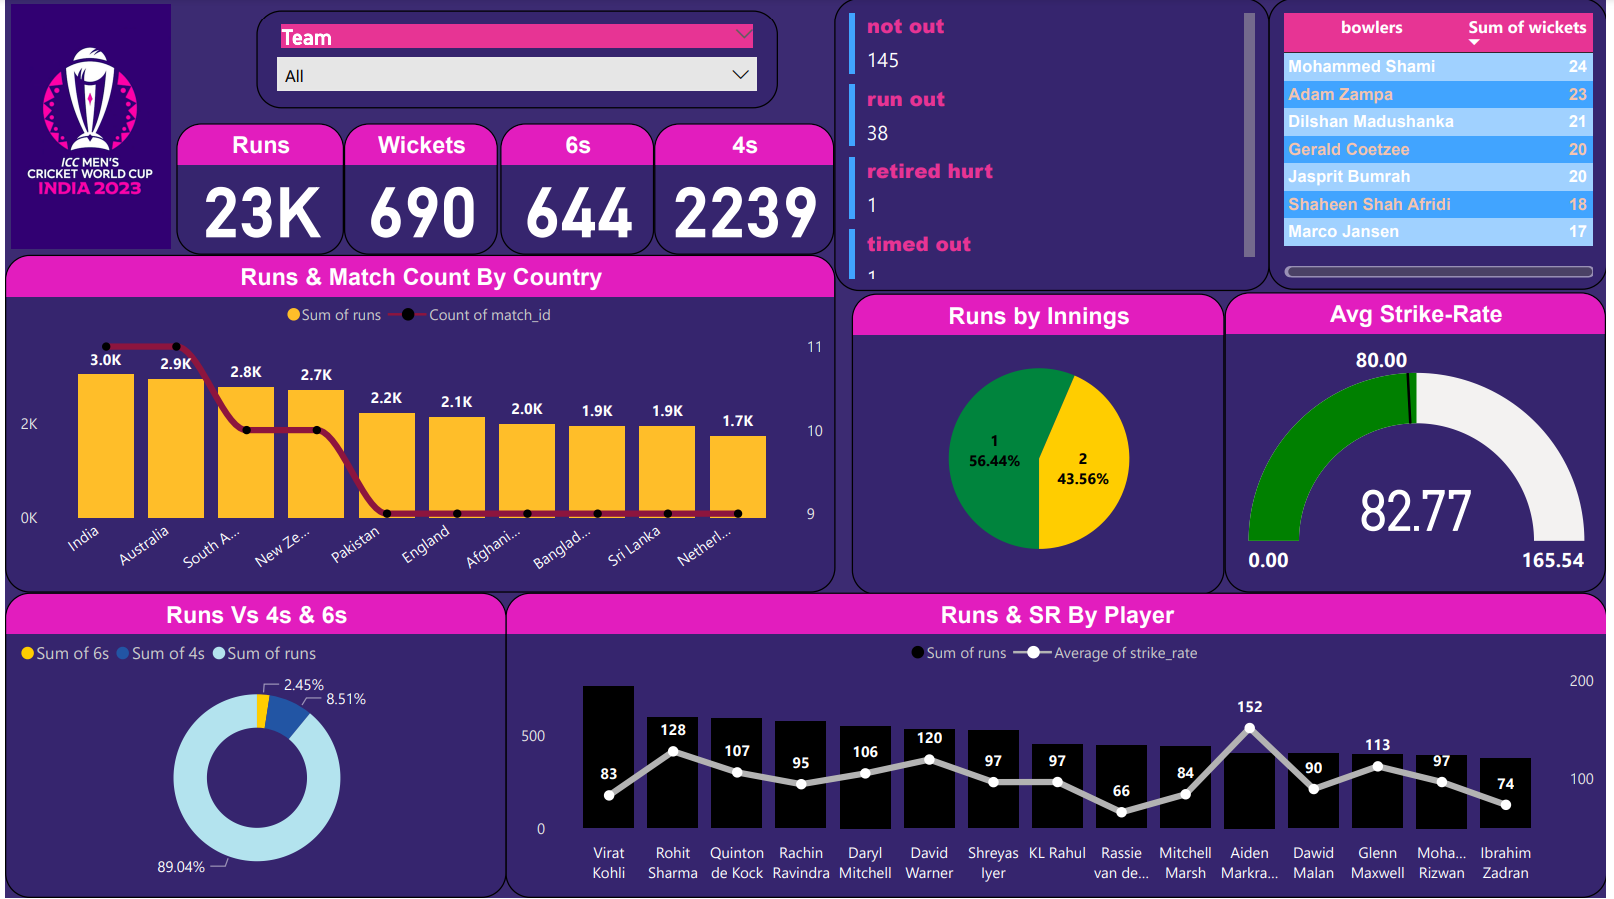 ICC MEN'S
CRICKET WORLD CUP
INDIA 2023
Team
All
Runs
23K
Wickets
690
6s
644
4s
2239
not out
145
run out
38
retired hurt
1
timed out
1
bowlers Sum of wickets
Mohammed Shami 24
Adam Zampa 23
Dilshan Madushanka 21
Gerald Coetzee 20
Jasprit Bumrah 20
Shaheen Shah Afridi 18
Marco Jansen 17
Runs & Match Count By Country
Sum of runs Count of match_id
3.0K 2.9K 2.8K 2.7K 2.2K 2.1K 2.0K 1.9K 1.9K 1.7K
2K
0K
11
10
9
India Australia South A... New Ze... Pakistan England Afghani... Banglad... Sri Lanka Netherl...
Runs by Innings
1
56.44%
2
43.56%
Avg Strike-Rate
80.00
82.77
0.00 165.54
Runs Vs 4s & 6s
Sum of 6s Sum of 4s Sum of runs
2.45%
8.51%
89.04%
Runs & SR By Player
Sum of runs Average of strike_rate
500
0
200
100
83 128 107 95 106 120 97 97 66 84 152 90 113 97 74
Virat Rohit Quinton Rachin Daryl David Shreyas KL Rahul Rassie Mitchell Aiden Dawid Glenn Moha... Ibrahim
Kohli Sharma de Kock Ravindra Mitchell Warner Iyer van de... Marsh Markra... Malan Maxwell Rizwan Zadran